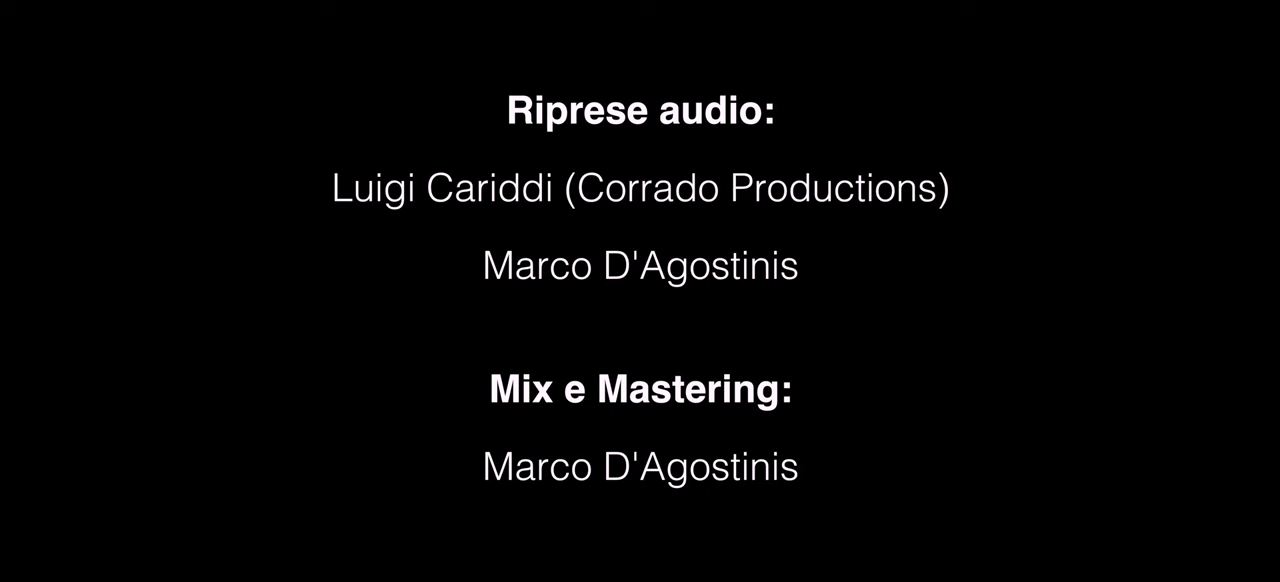 Riprese audio:
Luigi Cariddi (Corrado Productions)
Marco D'Agostinis
Mix e Mastering:
Marco D'Agostinis